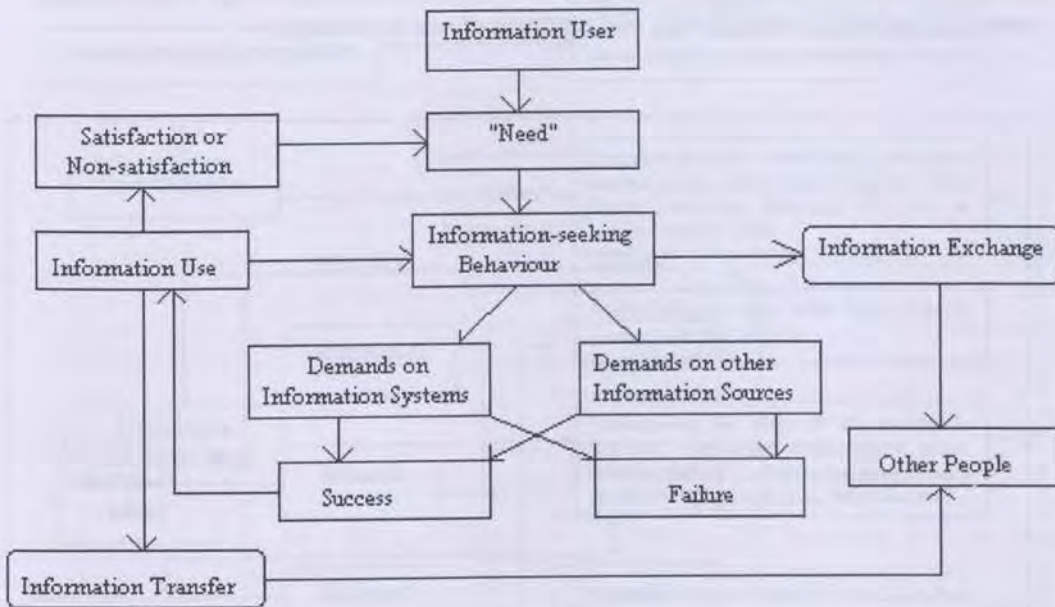 Information User
"Need"
Satisfaction or
Non-satisfaction
Information-seeking
Behaviour
Information Exchange
Information Use
Demands on
Information Systems
Demands on other
Information Sources
Success
Failure
Other People
Information Transfer